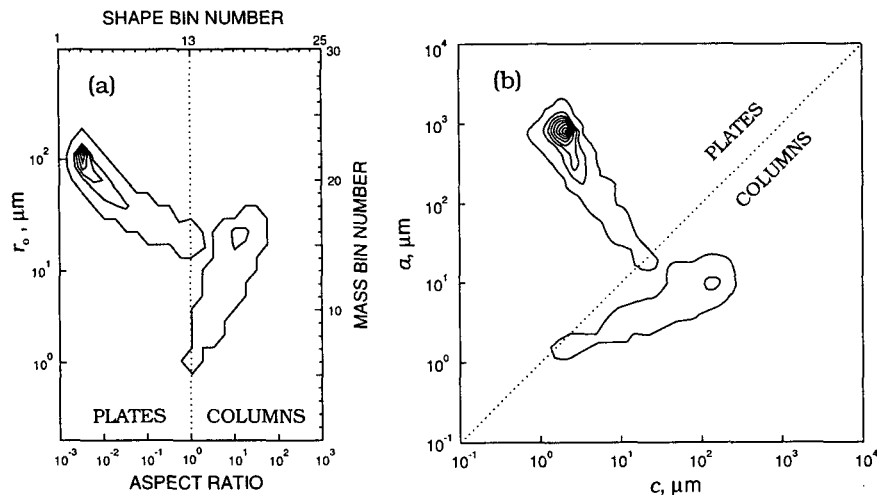 SHAPE BIN NUMBER
1 13 25
(a)
30
20
10
MASS BIN NUMBER
10²
10¹
10⁰
r₀, μm
PLATES COLUMNS
10⁻³ 10⁻² 10⁻¹ 10⁰ 10¹ 10² 10³
ASPECT RATIO
(b)
10⁴
10³
10²
10¹
10⁰
10⁻¹
a, μm
PLATES
COLUMNS
10⁻¹ 10⁰ 10¹ 10² 10³ 10⁴
c, μm